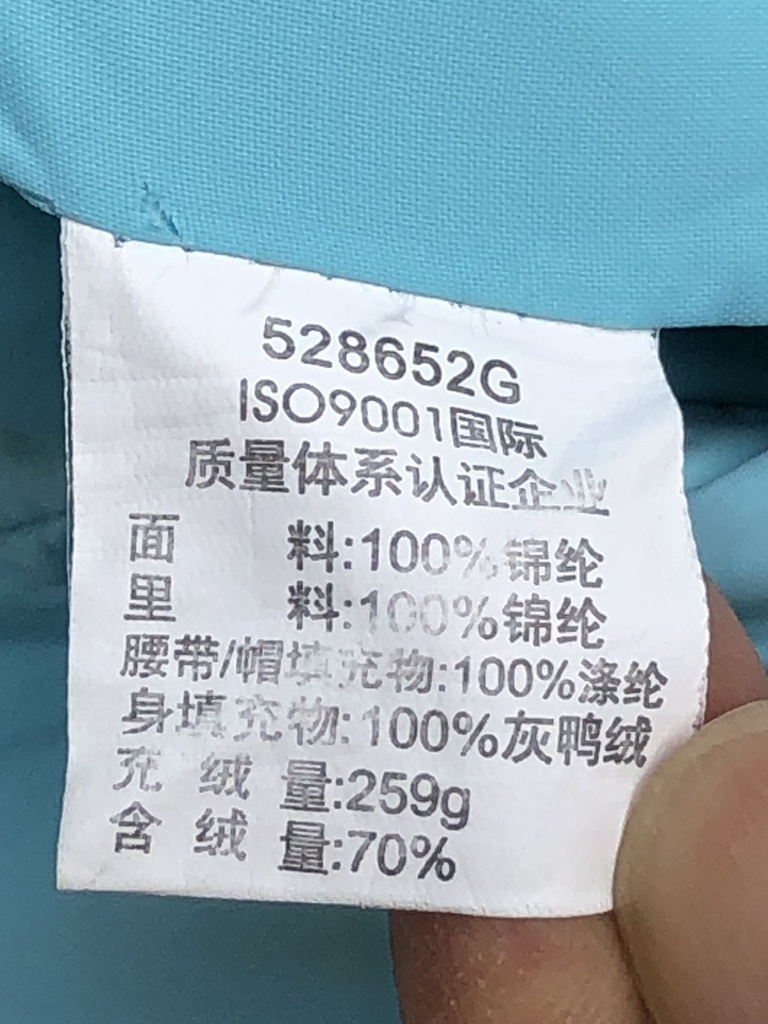 528652G
ISO9001国际
质量体系认证企业
面 料:100%锦纶
里 料:100%锦纶
腰带/帽填充物:100%涤纶
身填充物:100%灰鸭绒
充 绒 量:259g
含 绒 量:70%